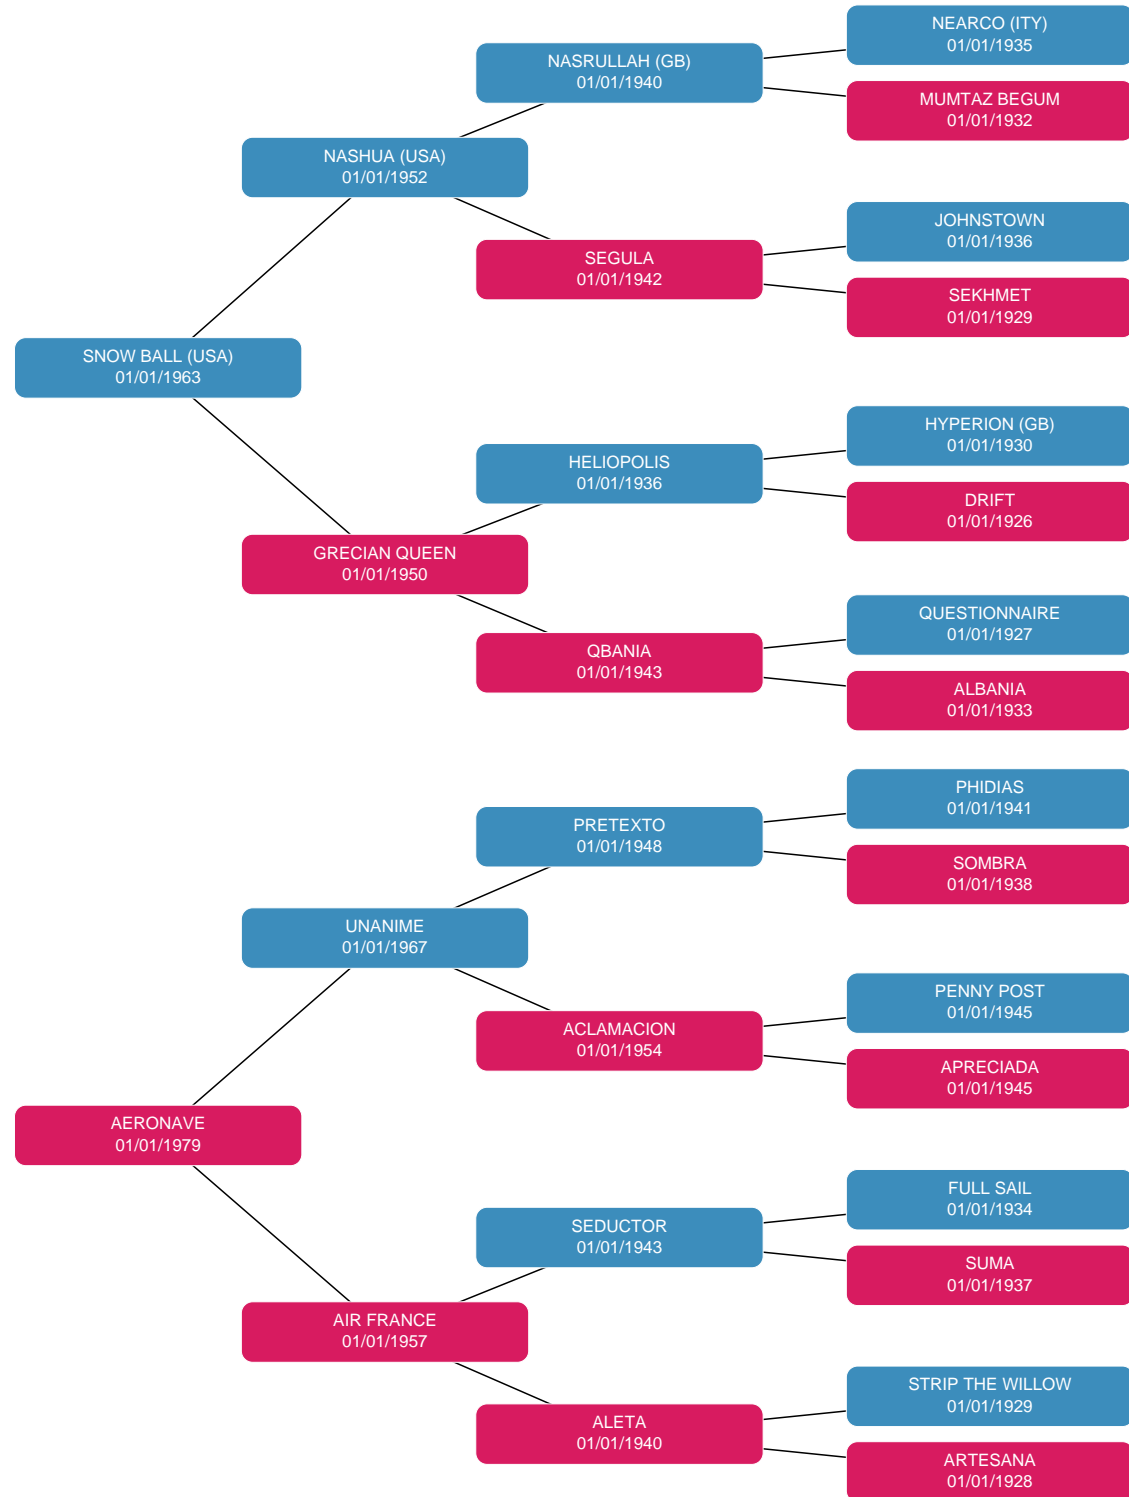 NEARCO (ITY)
01/01/1935
NASRULLAH (GB)
01/01/1940
MUMTAZ BEGUM
01/01/1932
NASHUA (USA)
01/01/1952
JOHNSTOWN
01/01/1936
SEGULA
01/01/1942
SEKHMET
01/01/1929
SNOW BALL (USA)
01/01/1963
HYPERION (GB)
01/01/1930
HELIOPOLIS
01/01/1936
DRIFT
01/01/1926
GRECIAN QUEEN
01/01/1950
QUESTIONNAIRE
01/01/1927
QBANIA
01/01/1943
ALBANIA
01/01/1933
PHIDIAS
01/01/1941
PRETEXTO
01/01/1948
SOMBRA
01/01/1938
UNANIME
01/01/1967
PENNY POST
01/01/1945
ACLAMACION
01/01/1954
APRECIADA
01/01/1945
AERONAVE
01/01/1979
FULL SAIL
01/01/1934
SEDUCTOR
01/01/1943
SUMA
01/01/1937
AIR FRANCE
01/01/1957
STRIP THE WILLOW
01/01/1929
ALETA
01/01/1940
ARTESANA
01/01/1928